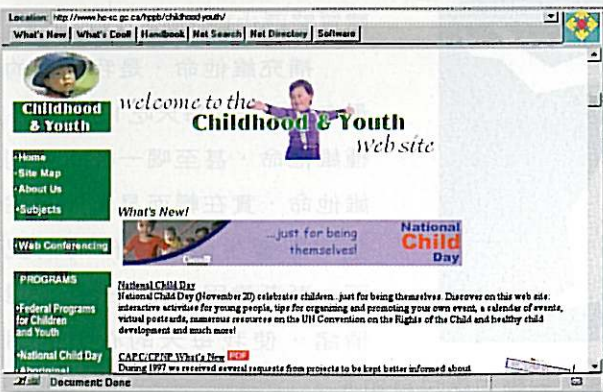 Location: http://www.hc-sc.gc.ca/hppb/childhood-youth/
What's New What's Cool Handbook Net Search Net Directory Software
Childhood
& Youth
welcome to the
Childhood & Youth
Web site
•Home
•Site Map
•About Us
•Subjects
•Web Conferencing
PROGRAMS
•Federal Programs
for Children
and Youth
•National Child Day
•Aboriginal
What's New!
...just for being
themselves!
National
Child
Day
National Child Day
National Child Day (November 20) celebrates children...just for being themselves. Discover on this web site:
interactive activities for young people, tips for organizing and promoting your own event, a calendar of events,
virtual postcards, numerous resources on the UN Convention on the Rights of the Child and healthy child
development and much more!
CAPC/CPNP What's New PDF
During 1997 we received several requests from projects to be kept better informed about
Document: Done